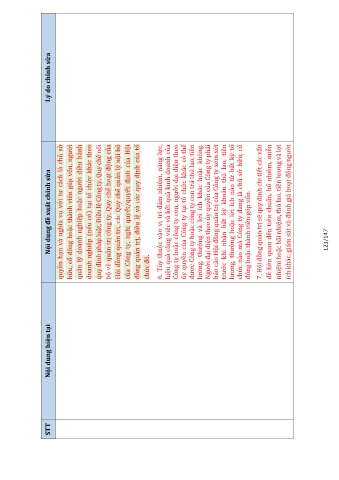 STT
Nội dung hiện tại
Nội dung đề xuất chỉnh sửa
Lý do chỉnh sửa
quyền hạn và nghĩa vụ với tư cách là chủ sở
hữu, cổ đông hoặc thành viên góp vốn, người
quản lý doanh nghiệp hoặc người điều hành
doanh nghiệp (nếu có) tại tổ chức khác theo
quy định pháp luật, Điều lệ Công ty, Quy chế nội
bộ về quản trị công ty, Quy chế hoạt động của
Hội đồng quản trị, các Quy chế quản lý nội bộ
của Công ty, nghị quyết/quyết định của Hội
đồng quản trị, điều lệ và các quy định của tổ
chức đó.
6. Tùy thuộc vào vị trí đảm nhiệm, năng lực,
hiệu quả công việc và kết quả kinh doanh của
Công ty hoặc công ty con, người đại diện theo
ủy quyền của Công ty tại tổ chức khác có thể
được Công ty hoặc công ty con trả thù lao, tiền
lương, thưởng và lợi ích khác hoặc không.
Người đại diện theo ủy quyền của Công ty phải
báo cáo Hội đồng quản trị của Công ty xem xét
trước khi nhận bất kỳ khoản thù lao, tiền
lương, thưởng hoặc lợi ích nào từ bất kỳ tổ
chức nào mà Công ty đang là chủ sở hữu, cổ
đông hoặc thành viên góp vốn.
7. Hội đồng quản trị sẽ quy định chi tiết các vấn
đề liên quan đến tiêu chuẩn, bổ nhiệm, miễn
nhiệm hoặc bãi nhiệm, thù lao, tiền lương và lợi
ích khác, giám sát và đánh giá hoạt động người
121/147